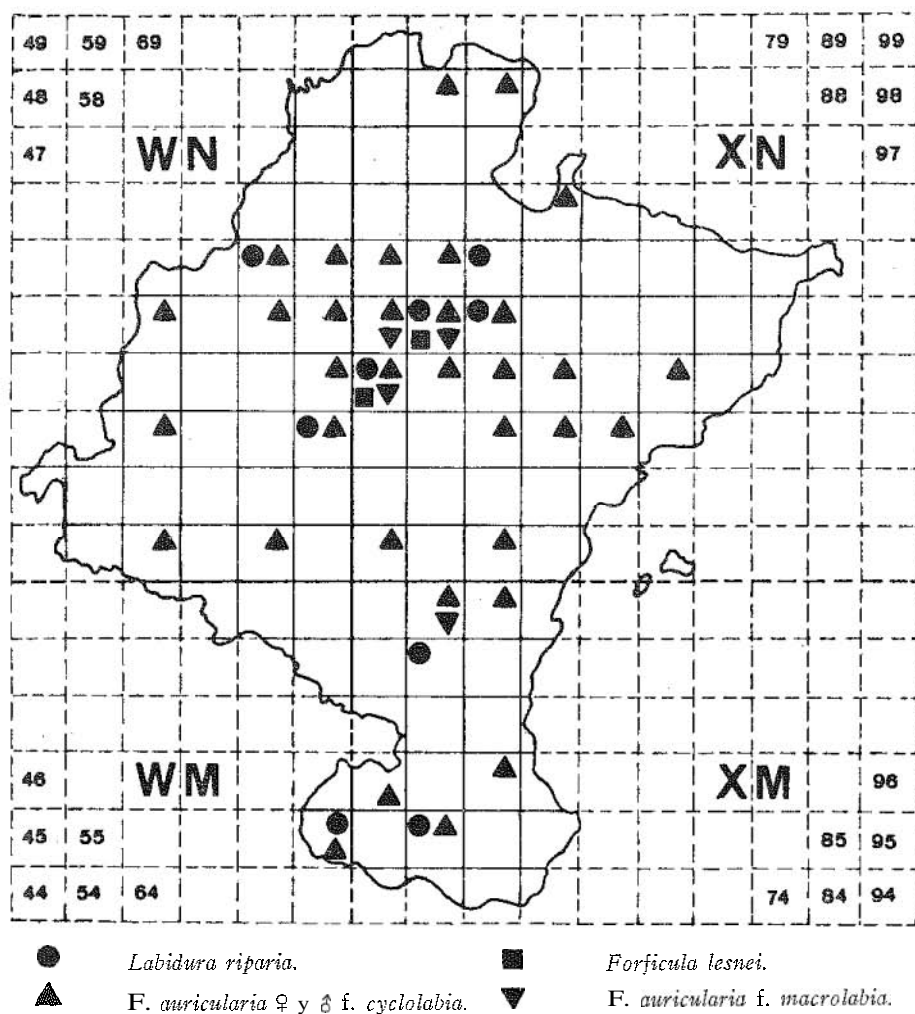 49 59 69 79 89 99
48 58 88 98
47 WN XN 97
46 WM XM 96
45 55 85 95
44 54 64 74 84 94
Labidura riparia. Forficula lesnei.
F. auricularia ♀ y ♂ f. cyclolabia. F. auricularia f. macrolabia.